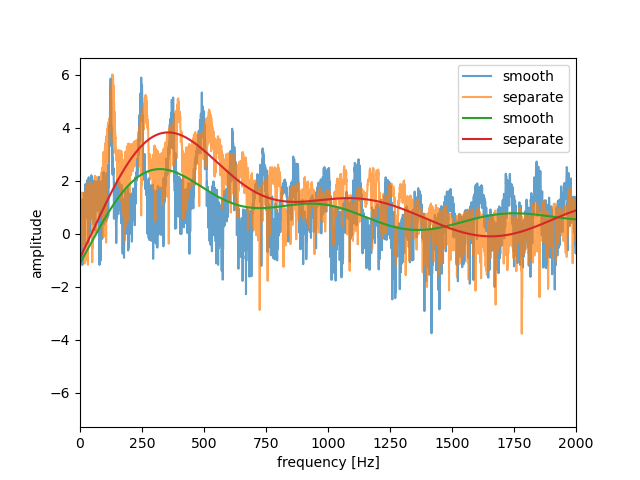 smooth
separate
smooth
separate
6
4
2
0
−2
−4
−6
amplitude
0 250 500 750 1000 1250 1500 1750 2000
frequency [Hz]